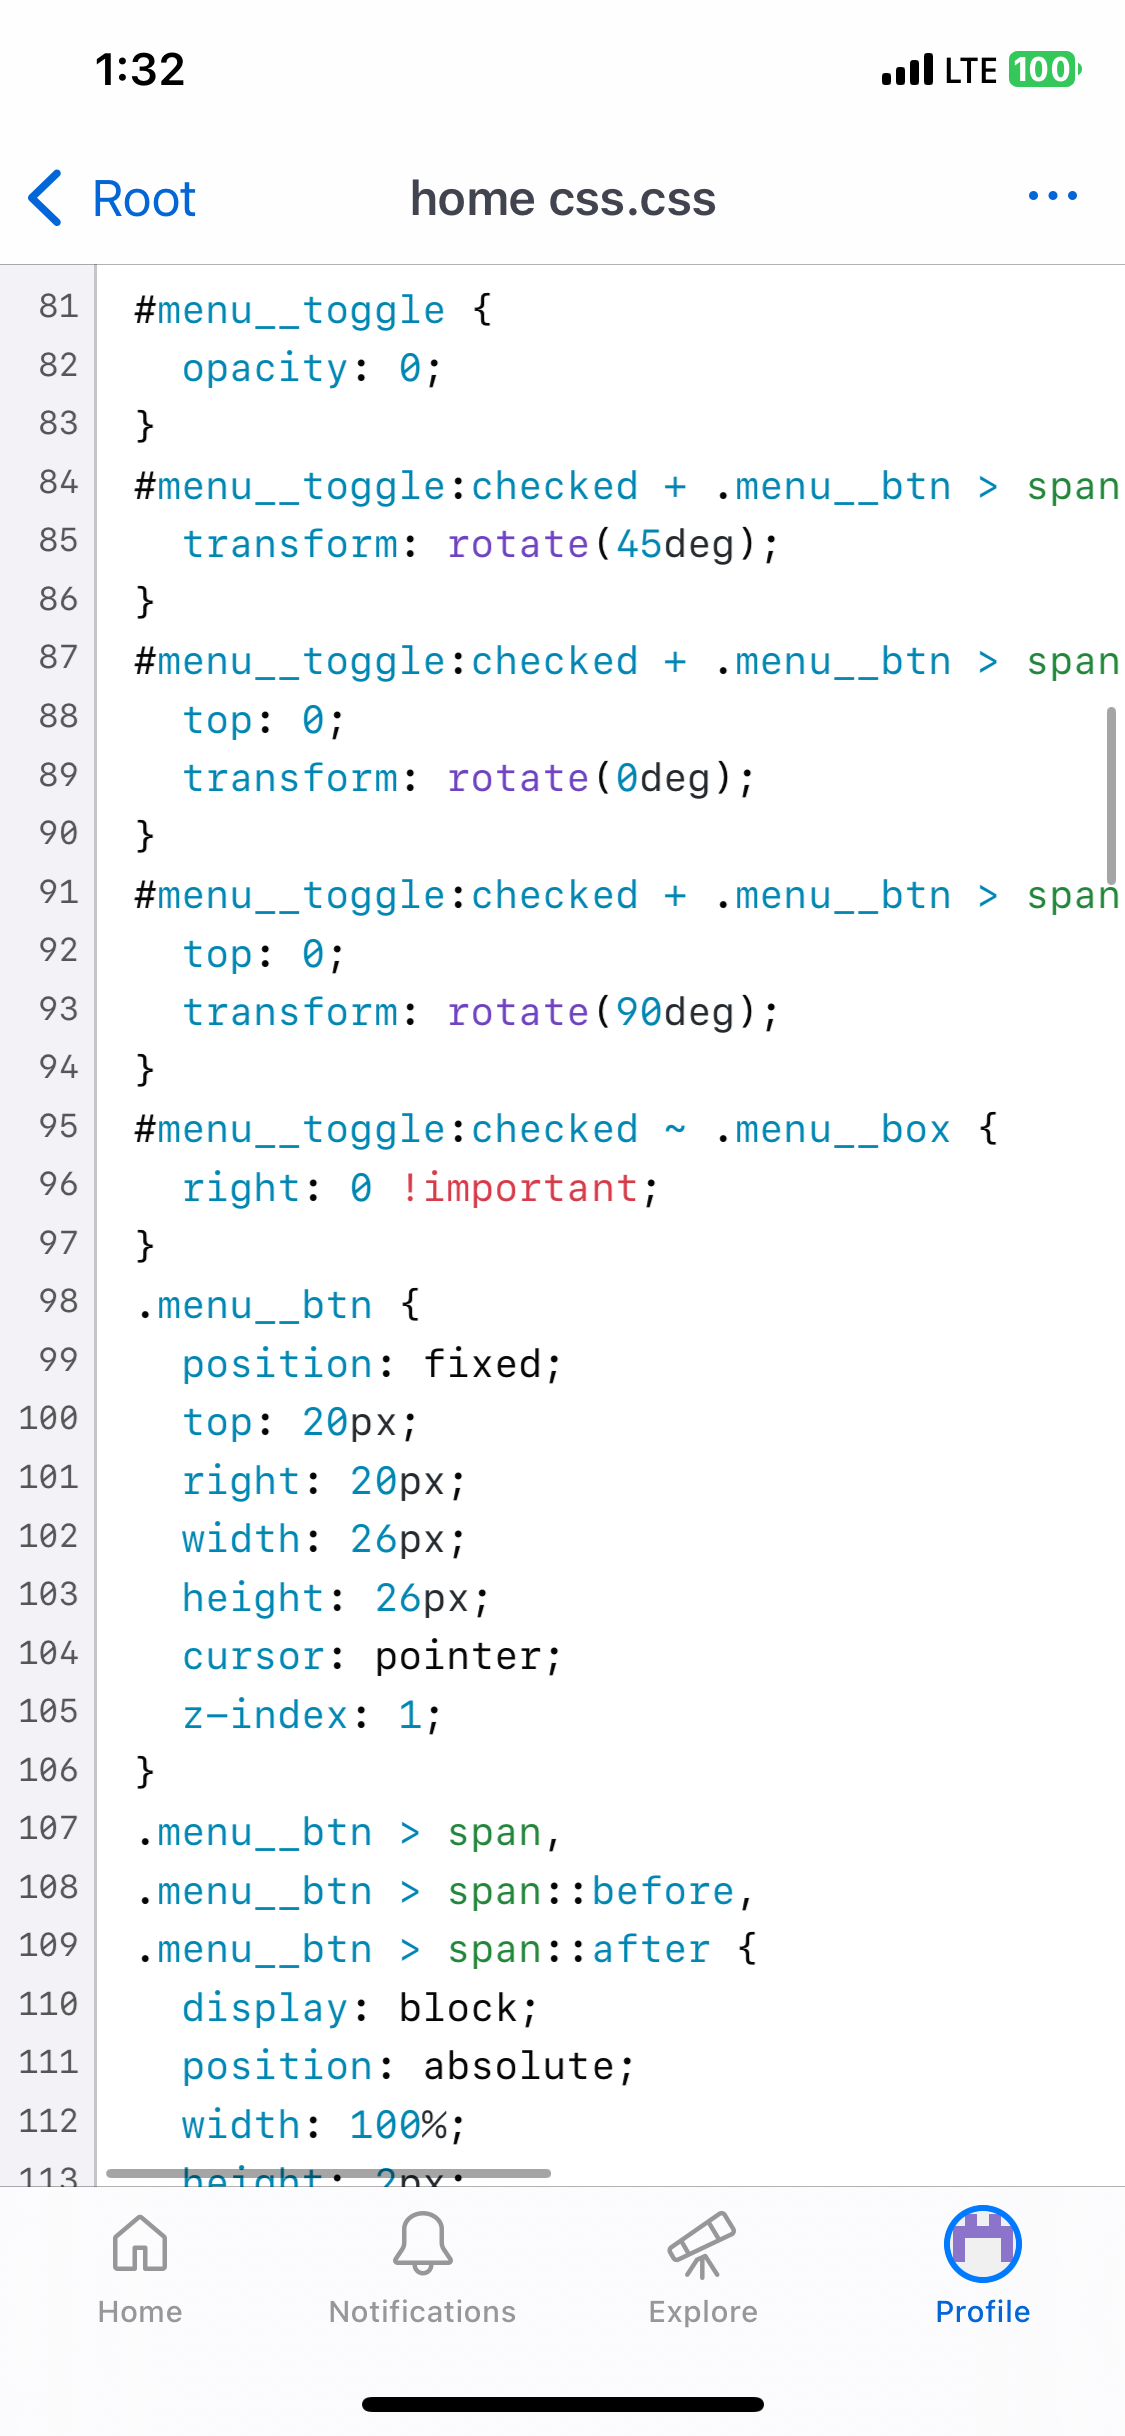 1:32
LTE 100
Root home css.css
81 #menu__toggle {
82 opacity: 0;
83 }
84 #menu__toggle:checked + .menu__btn > span
85 transform: rotate(45deg);
86 }
87 #menu__toggle:checked + .menu__btn > span
88 top: 0;
89 transform: rotate(0deg);
90 }
91 #menu__toggle:checked + .menu__btn > span
92 top: 0;
93 transform: rotate(90deg);
94 }
95 #menu__toggle:checked ~ .menu__box {
96 right: 0 !important;
97 }
98 .menu__btn {
99 position: fixed;
100 top: 20px;
101 right: 20px;
102 width: 26px;
103 height: 26px;
104 cursor: pointer;
105 z-index: 1;
106 }
107 .menu__btn > span,
108 .menu__btn > span::before,
109 .menu__btn > span::after {
110 display: block;
111 position: absolute;
112 width: 100%;
113 height: 2px;
Home Notifications Explore Profile